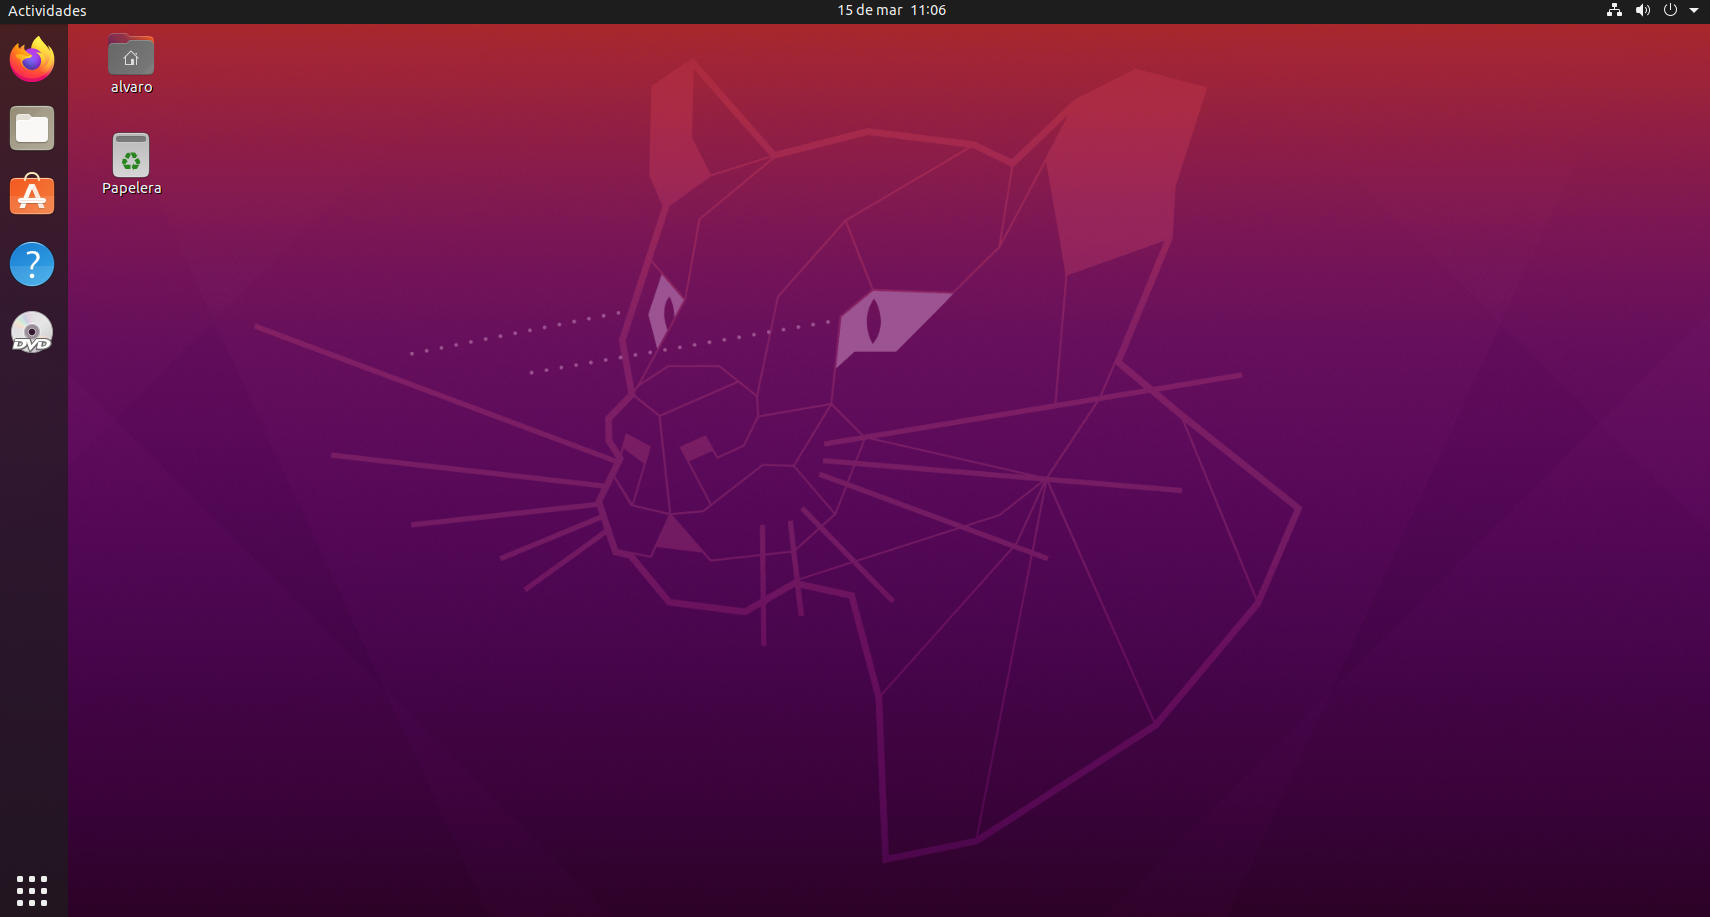 Actividades
15 de mar 11:06
alvaro
Papelera
?
DVD